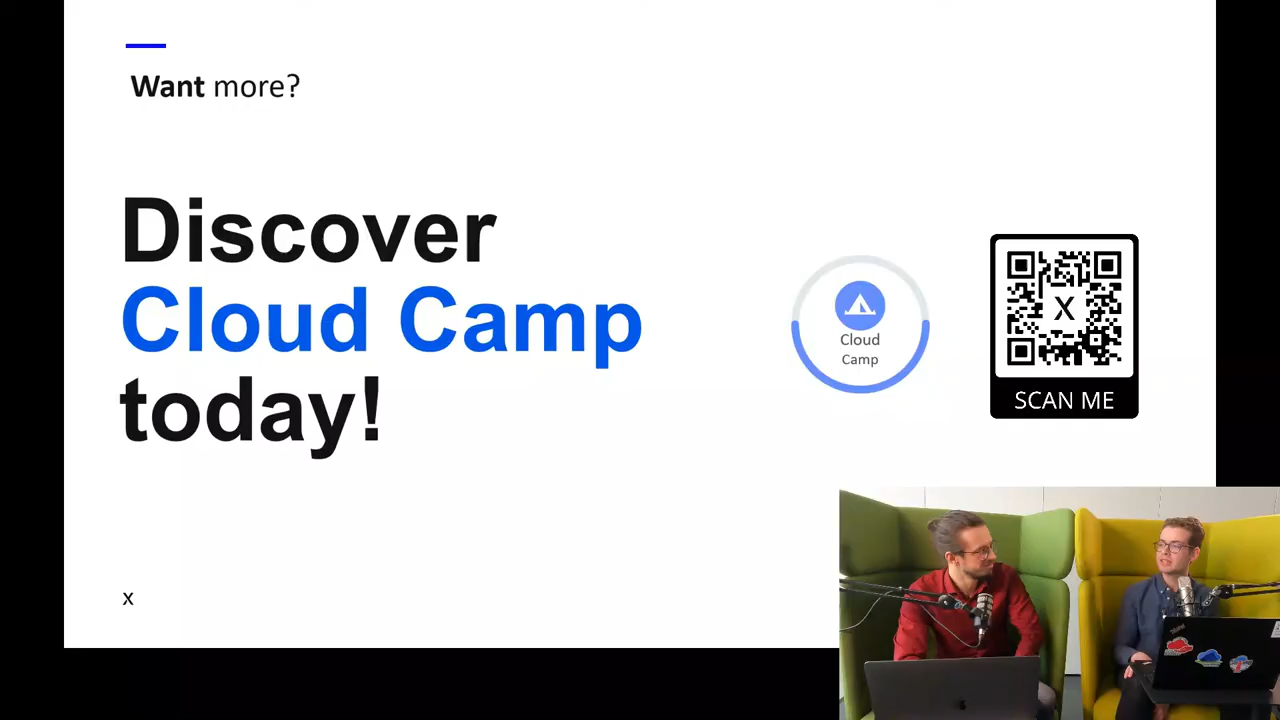 Want more?
Discover
Cloud Camp
today!
Cloud
Camp
X
SCAN ME
x